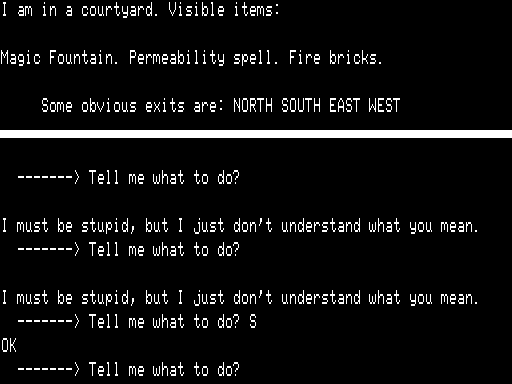 I am in a courtyard. Visible items:
Magic Fountain. Permeability spell. Fire bricks.
Some obvious exits are: NORTH SOUTH EAST WEST
-------> Tell me what to do?
I must be stupid, but I just don't understand what you mean.
-------> Tell me what to do?
I must be stupid, but I just don't understand what you mean.
-------> Tell me what to do? S
OK
-------> Tell me what to do?